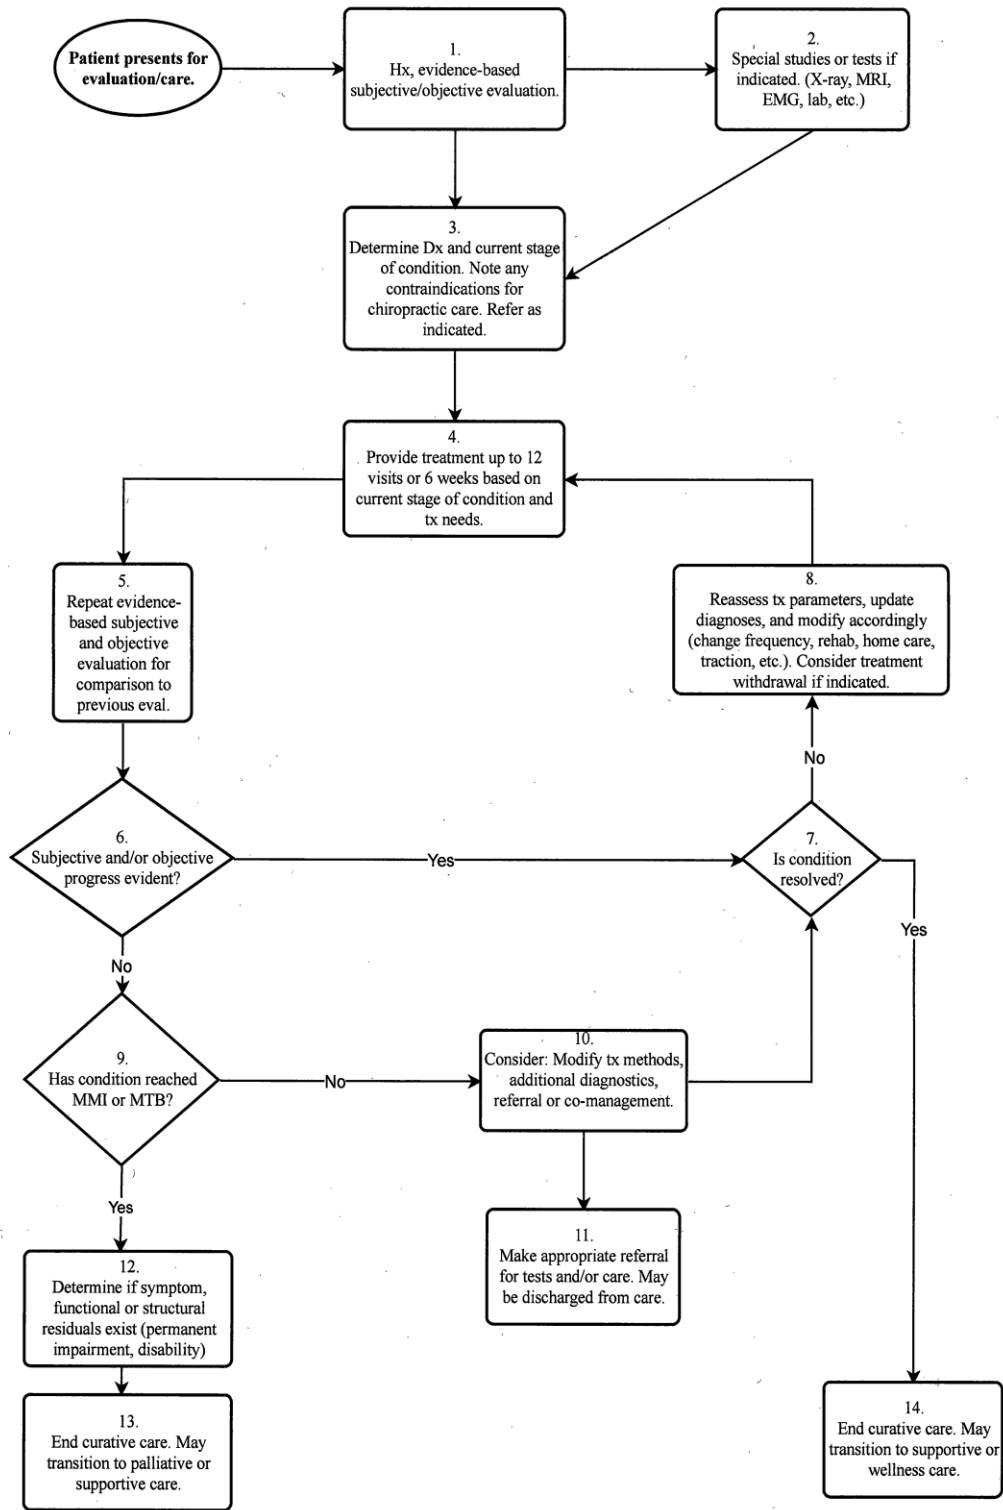 Patient presents for
evaluation/care.
1.
Hx, evidence-based
subjective/objective evaluation.
2.
Special studies or tests if
indicated. (X-ray, MRI,
EMG, lab, etc.)
3.
Determine Dx and current stage
of condition. Note any
contraindications for
chiropractic care. Refer as
indicated.
4.
Provide treatment up to 12
visits or 6 weeks based on
current stage of condition and
tx needs.
5.
Repeat evidence-
based subjective
and objective
evaluation for
comparison to
previous eval.
8.
Reassess tx parameters, update
diagnoses, and modify accordingly
(change frequency, rehab, home care,
traction, etc.). Consider treatment
withdrawal if indicated.
No
6.
Subjective and/or objective
progress evident?
Yes
7.
Is condition
resolved?
Yes
No
9.
Has condition reached
MMI or MTB?
No
10.
Consider: Modify tx methods,
additional diagnostics,
referral or co-management.
Yes
11.
Make appropriate referral
for tests and/or care. May
be discharged from care.
12.
Determine if symptom,
functional or structural
residuals exist (permanent
impairment, disability)
13.
End curative care. May
transition to palliative or
supportive care.
14.
End curative care. May
transition to supportive or
wellness care.